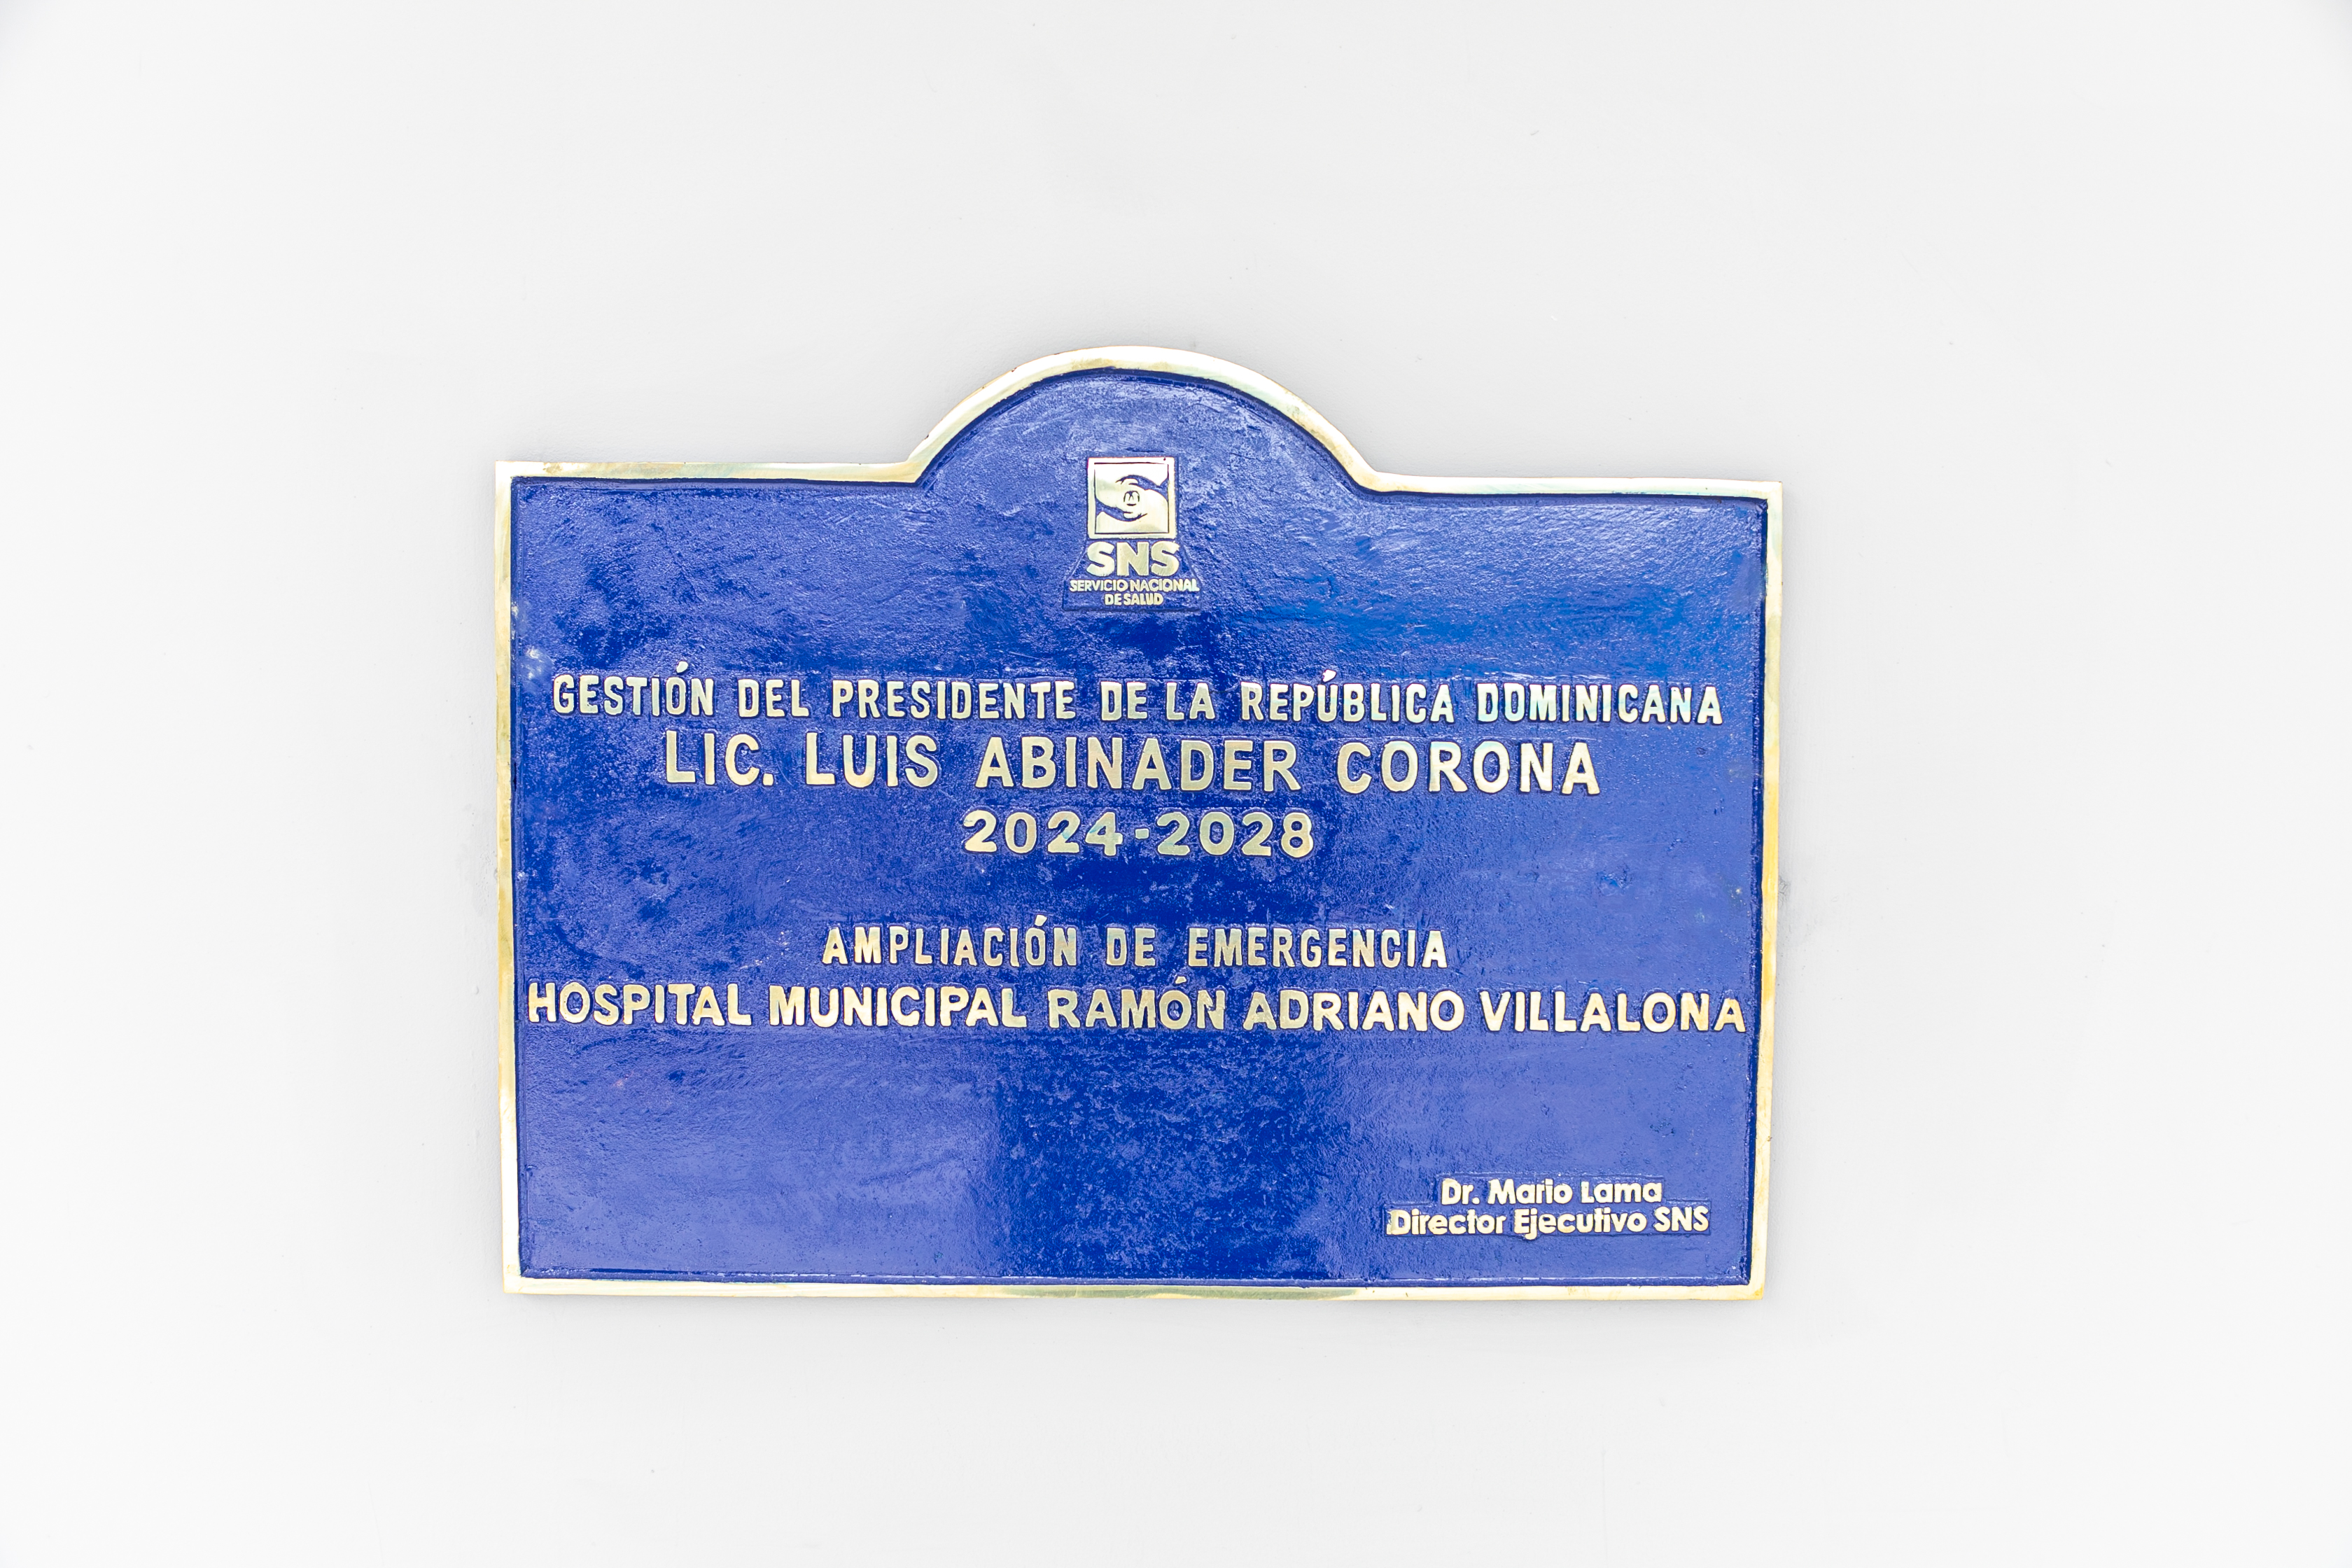 SNS
SERVICIO NACIONAL
DE SALUD
GESTIÓN DEL PRESIDENTE DE LA REPÚBLICA DOMINICANA
LIC. LUIS ABINADER CORONA
2024-2028
AMPLIACIÓN DE EMERGENCIA
HOSPITAL MUNICIPAL RAMÓN ADRIANO VILLALONA
Dr. Mario Lama
Director Ejecutivo SNS